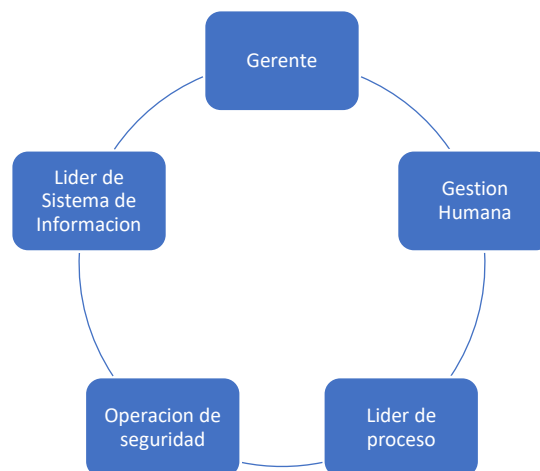 Gerente
Gestion
Humana
Lider de
proceso
Operacion de
seguridad
Lider de
Sistema de
Informacion